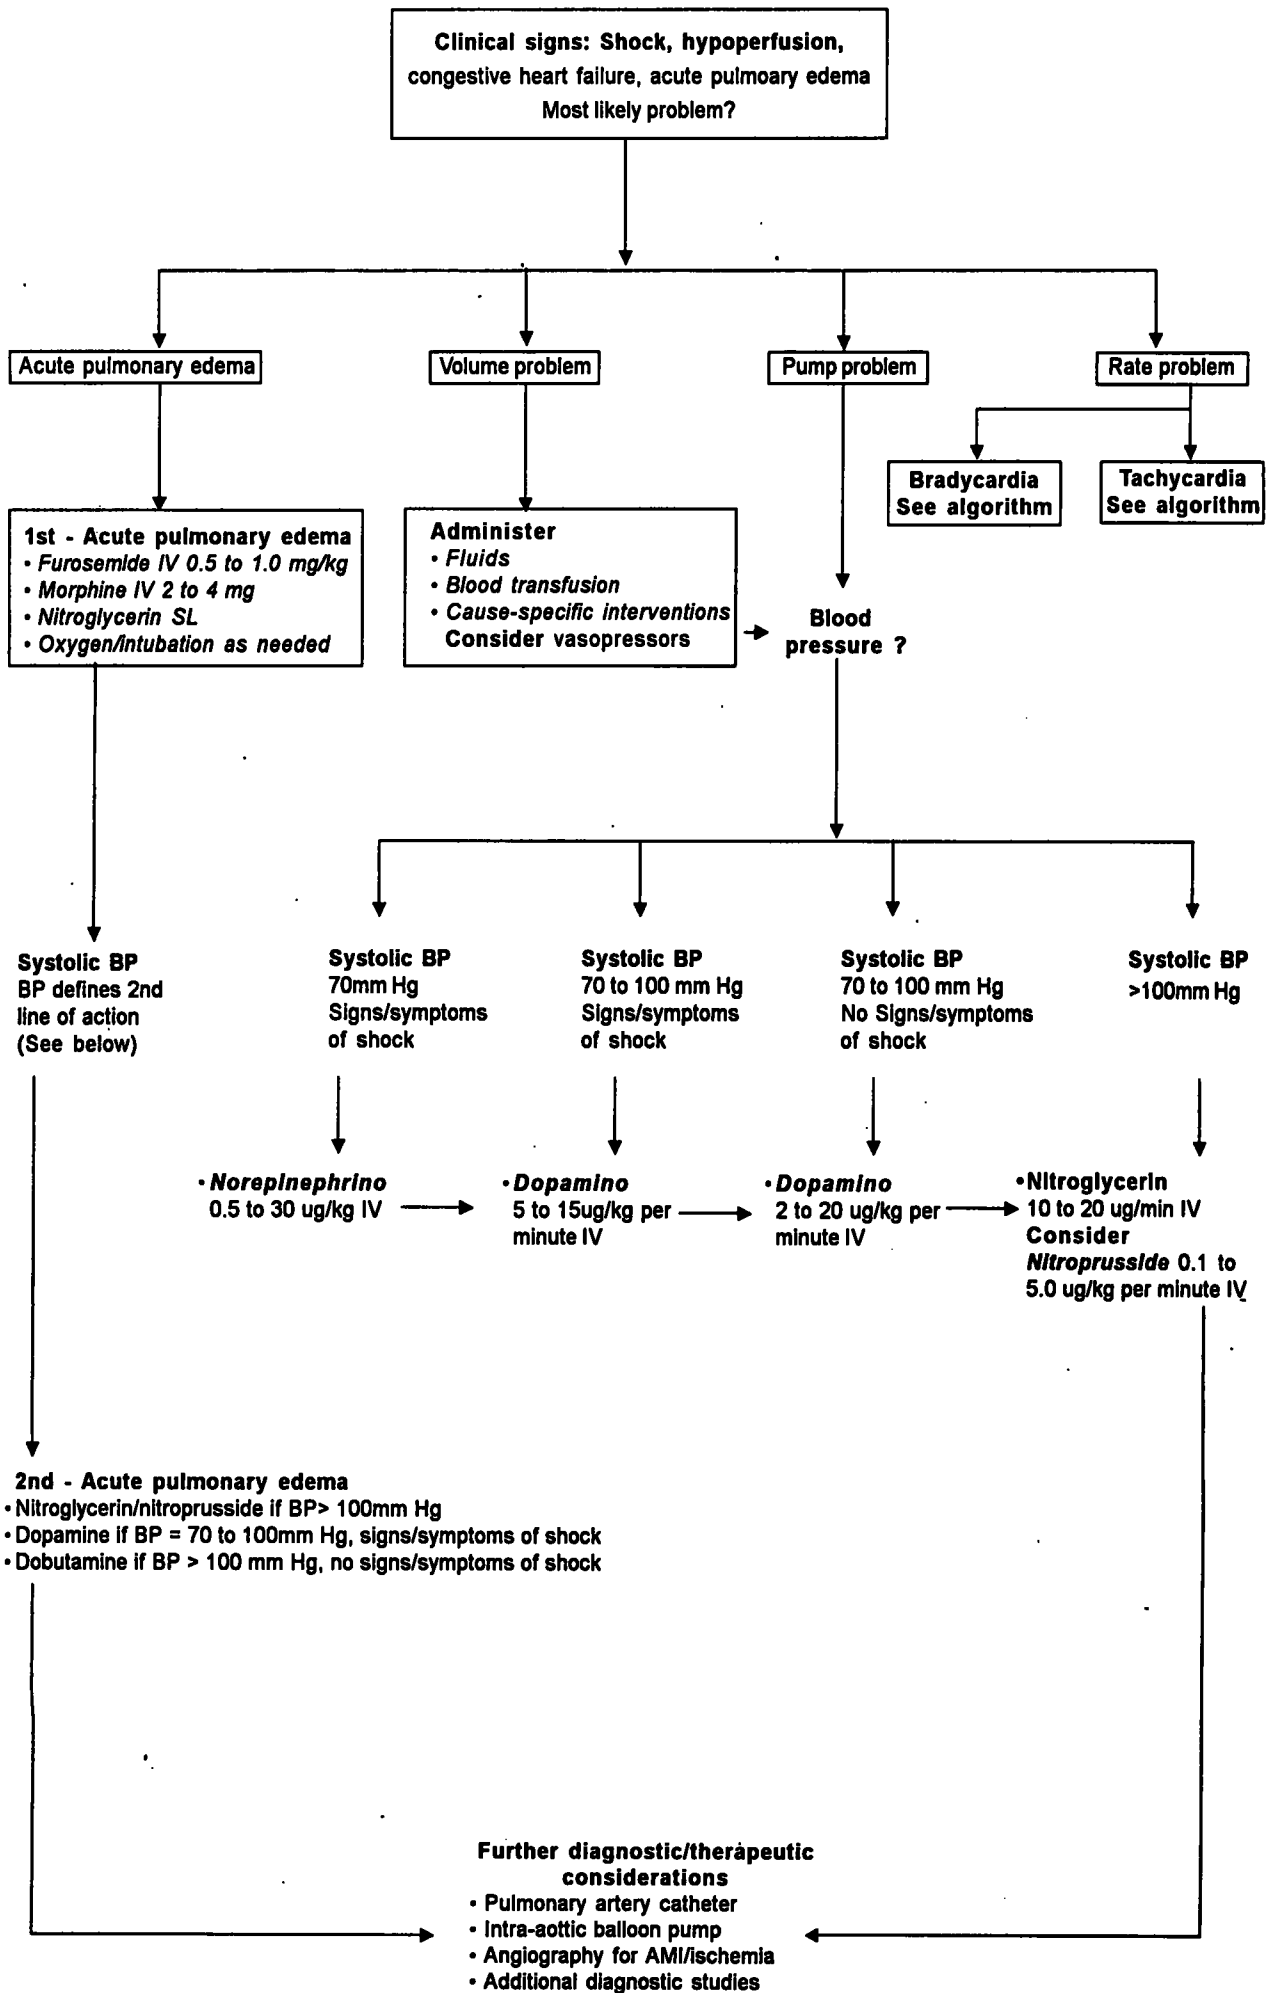 Clinical signs: Shock, hypoperfusion,
congestive heart failure, acute pulmoary edema
Most likely problem?
Acute pulmonary edema
Volume problem
Pump problem
Rate problem
Bradycardia
See algorithm
Tachycardia
See algorithm
1st - Acute pulmonary edema
• Furosemide IV 0.5 to 1.0 mg/kg
• Morphine IV 2 to 4 mg
• Nitroglycerin SL
• Oxygen/intubation as needed
Administer
• Fluids
• Blood transfusion
• Cause-specific interventions
Consider vasopressors
Blood
pressure ?
Systolic BP
BP defines 2nd
line of action
(See below)
Systolic BP
70mm Hg
Signs/symptoms
of shock
Systolic BP
70 to 100 mm Hg
Signs/symptoms
of shock
Systolic BP
70 to 100 mm Hg
No Signs/symptoms
of shock
Systolic BP
>100mm Hg
• Norepinephrino
0.5 to 30 ug/kg IV
• Dopamino
5 to 15ug/kg per
minute IV
• Dopamino
2 to 20 ug/kg per
minute IV
• Nitroglycerin
10 to 20 ug/min IV
Consider
Nitroprusside 0.1 to
5.0 ug/kg per minute IV
2nd - Acute pulmonary edema
• Nitroglycerin/nitroprusside if BP> 100mm Hg
• Dopamine if BP = 70 to 100mm Hg, signs/symptoms of shock
• Dobutamine if BP > 100 mm Hg, no signs/symptoms of shock
Further diagnostic/therapeutic
considerations
• Pulmonary artery catheter
• Intra-aottic balloon pump
• Angiography for AMI/ischemia
• Additional diagnostic studies